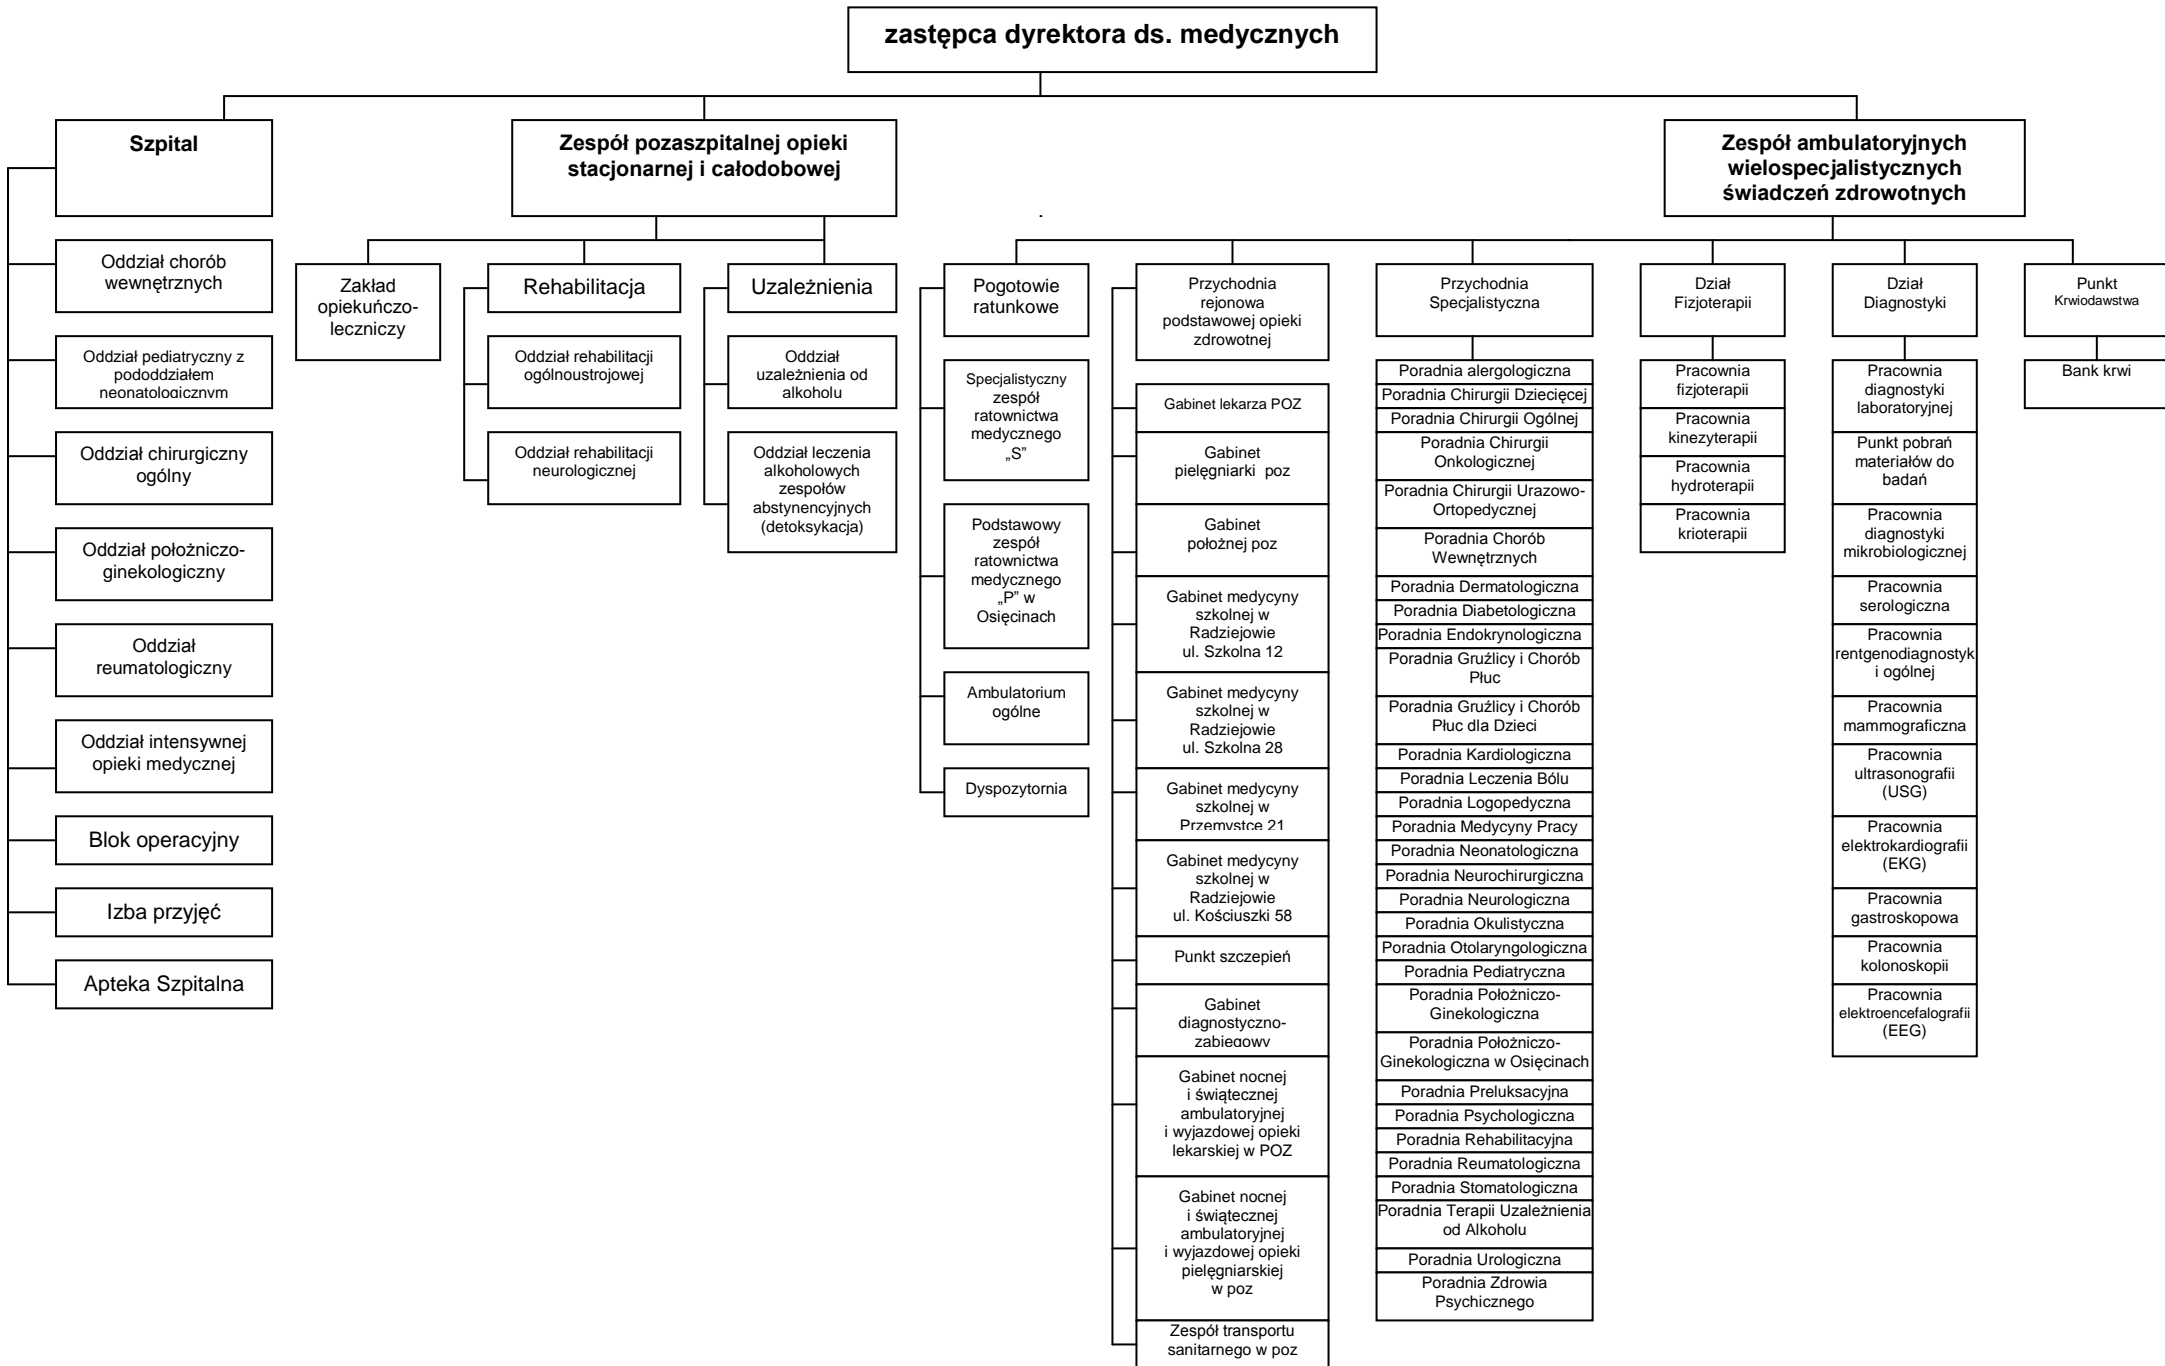 zastępca dyrektora ds. medycznych
Szpital
Oddział chorób
wewnętrznych
Oddział pediatryczny z
pododdziałem
neonatologicznym
Oddział chirurgiczny
ogólny
Oddział położniczo-
ginekologiczny
Oddział
reumatologiczny
Oddział intensywnej
opieki medycznej
Blok operacyjny
Izba przyjęć
Apteka Szpitalna
Zespół pozaszpitalnej opieki
stacjonarnej i całodobowej
Zakład
opiekuńczo-
leczniczy
Rehabilitacja
Oddział rehabilitacji
ogólnoustrojowej
Oddział rehabilitacji
neurologicznej
Uzależnienia
Oddział
uzależnienia od
alkoholu
Oddział leczenia
alkoholowych
zespołów
abstynencyjnych
(detoksykacja)
Zespół ambulatoryjnych
wielospecjalistycznych
świadczeń zdrowotnych
Pogotowie
ratunkowe
Specjalistyczny
zespół
ratownictwa
medycznego
„S”
Podstawowy
zespół
ratownictwa
medycznego
„P” w
Osięcinach
Ambulatorium
ogólne
Dyspozytornia
Przychodnia
rejonowa
podstawowej opieki
zdrowotnej
Gabinet lekarza POZ
Gabinet
pielęgniarki poz
Gabinet
położnej poz
Gabinet medycyny
szkolnej w
Radziejowie
ul. Szkolna 12
Gabinet medycyny
szkolnej w
Radziejowie
ul. Szkolna 28
Gabinet medycyny
szkolnej w
Przemystce 21
Gabinet medycyny
szkolnej w
Radziejowie
ul. Kościuszki 58
Punkt szczepień
Gabinet
diagnostyczno-
zabiegowy
Gabinet nocnej
i świątecznej
ambulatoryjnej
i wyjazdowej opieki
lekarskiej w POZ
Gabinet nocnej
i świątecznej
ambulatoryjnej
i wyjazdowej opieki
pielęgniarskiej
w poz
Zespół transportu
sanitarnego w poz
Przychodnia
Specjalistyczna
Poradnia alergologiczna
Poradnia Chirurgii Dziecięcej
Poradnia Chirurgii Ogólnej
Poradnia Chirurgii
Onkologicznej
Poradnia Chirurgii Urazowo-
Ortopedycznej
Poradnia Chorób
Wewnętrznych
Poradnia Dermatologiczna
Poradnia Diabetologiczna
Poradnia Endokrynologiczna
Poradnia Gruźlicy i Chorób
Płuc
Poradnia Gruźlicy i Chorób
Płuc dla Dzieci
Poradnia Kardiologiczna
Poradnia Leczenia Bólu
Poradnia Logopedyczna
Poradnia Medycyny Pracy
Poradnia Neonatologiczna
Poradnia Neurochirurgiczna
Poradnia Neurologiczna
Poradnia Okulistyczna
Poradnia Otolaryngologiczna
Poradnia Pediatryczna
Poradnia Położniczo-
Ginekologiczna
Poradnia Położniczo-
Ginekologiczna w Osięcinach
Poradnia Preluksacyjna
Poradnia Psychologiczna
Poradnia Rehabilitacyjna
Poradnia Reumatologiczna
Poradnia Stomatologiczna
Poradnia Terapii Uzależnienia
od Alkoholu
Poradnia Urologiczna
Poradnia Zdrowia
Psychicznego
Dział
Fizjoterapii
Pracownia
fizjoterapii
Pracownia
kinezyterapii
Pracownia
hydroterapii
Pracownia
krioterapii
Dział
Diagnostyki
Pracownia
diagnostyki
laboratoryjnej
Punkt pobrań
materiałów do
badań
Pracownia
diagnostyki
mikrobiologicznej
Pracownia
serologiczna
Pracownia
rentgenodiagnostyk
i ogólnej
Pracownia
mammograficzna
Pracownia
ultrasonografii
(USG)
Pracownia
elektrokardiografii
(EKG)
Pracownia
gastroskopowa
Pracownia
kolonoskopii
Pracownia
elektroencefalografii
(EEG)
Punkt
Krwiodawstwa
Bank krwi